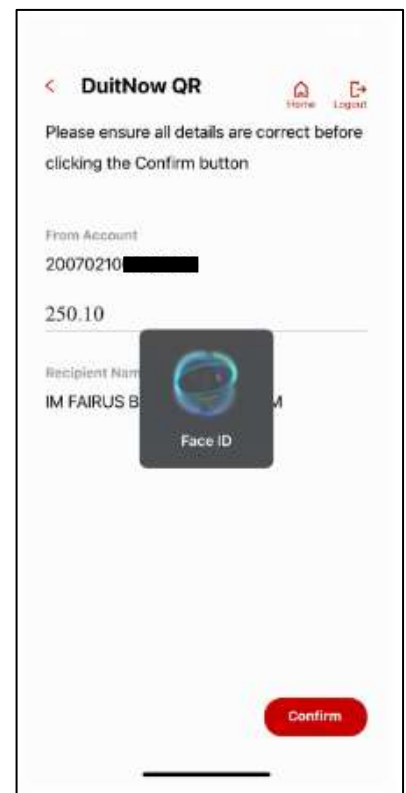 DuitNow QR
Home Logout
Please ensure all details are correct before
clicking the Confirm button
From Account
20070210
250.10
Recipient Nam
IM FAIRUS B M
Face ID
Confirm